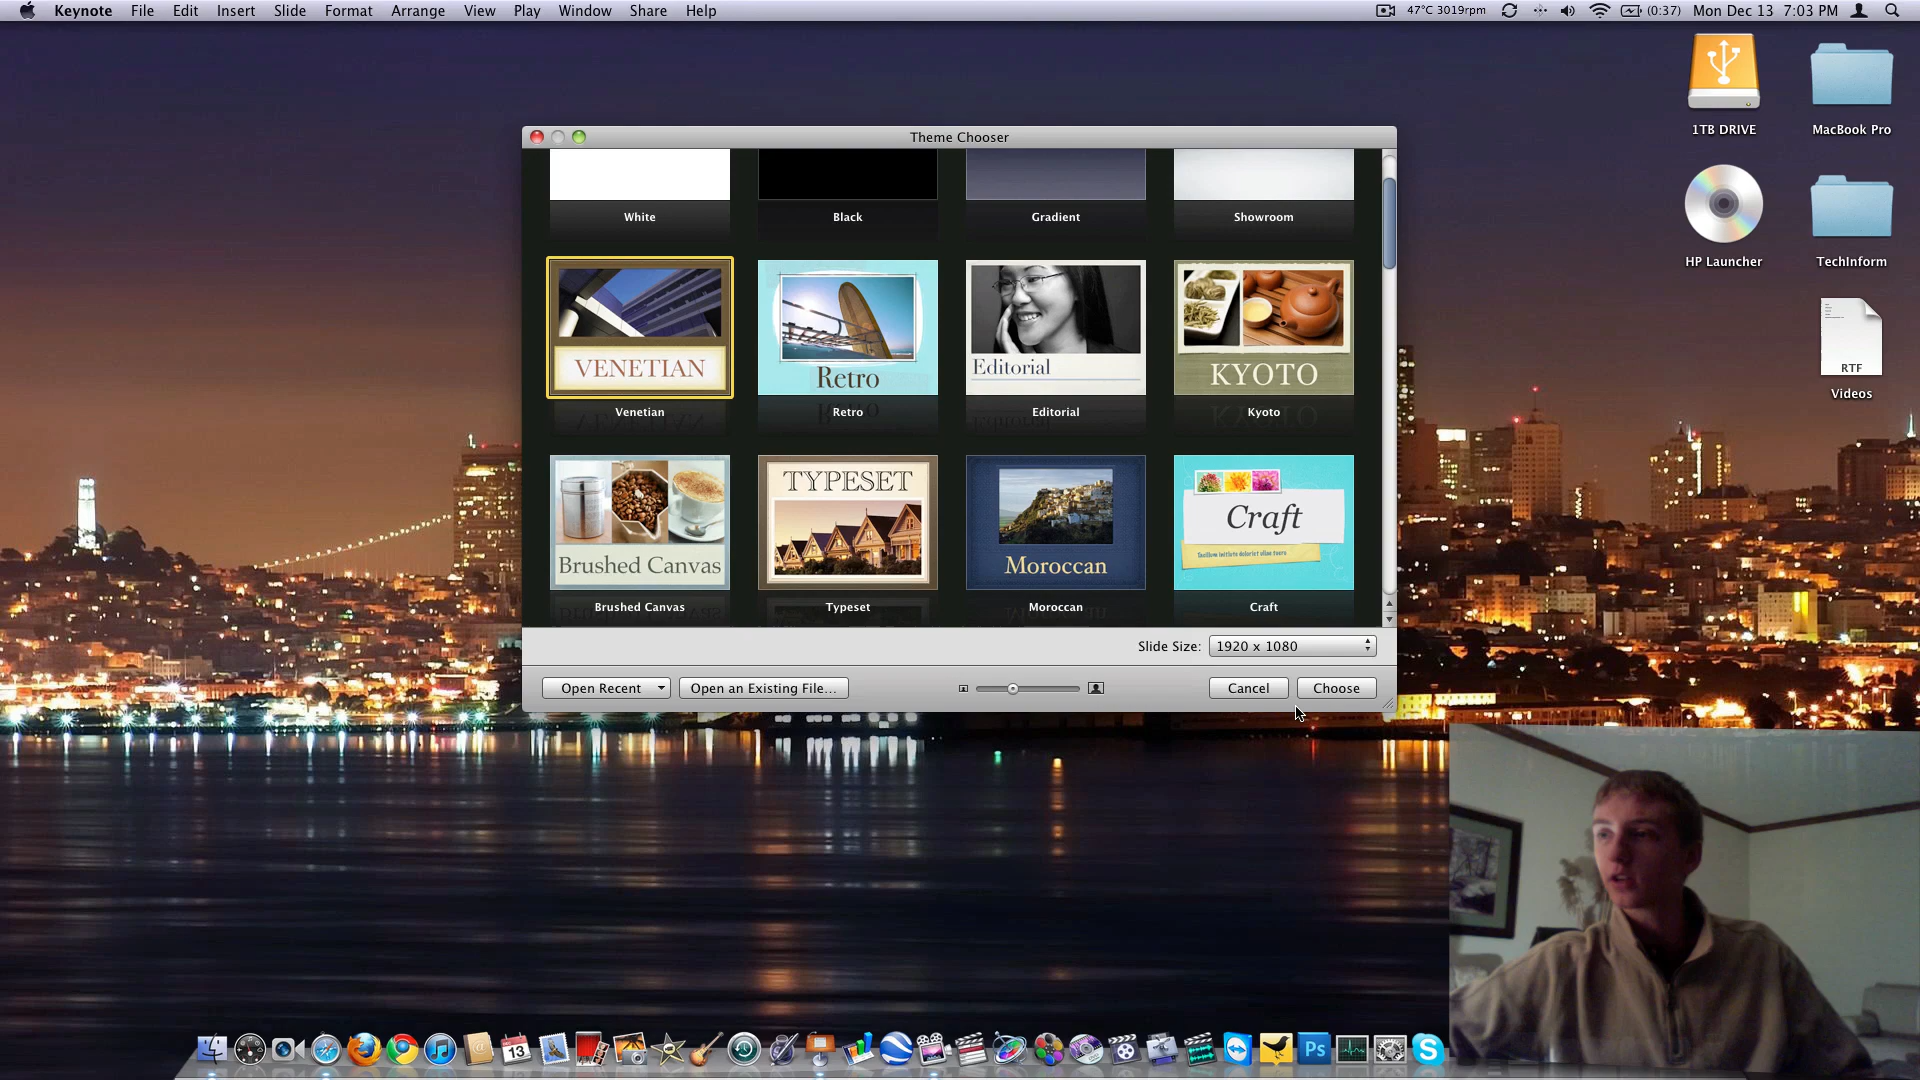 Keynote File Edit Insert Slide Format Arrange View Play Window Share Help
47°C 3019rpm (0:37) Mon Dec 13 7:03 PM
1TB DRIVE
MacBook Pro
HP Launcher
TechInform
RTF
Videos
Theme Chooser
White
Black
Gradient
Showroom
VENETIAN
Retro
Editorial
KYOTO
Venetian
Retro
Editorial
Kyoto
Brushed Canvas
TYPESET
Moroccan
Craft
Brushed Canvas
Typeset
Moroccan
Craft
Slide Size: 1920 x 1080
Open Recent
Open an Existing File...
Cancel
Choose
13
Ps